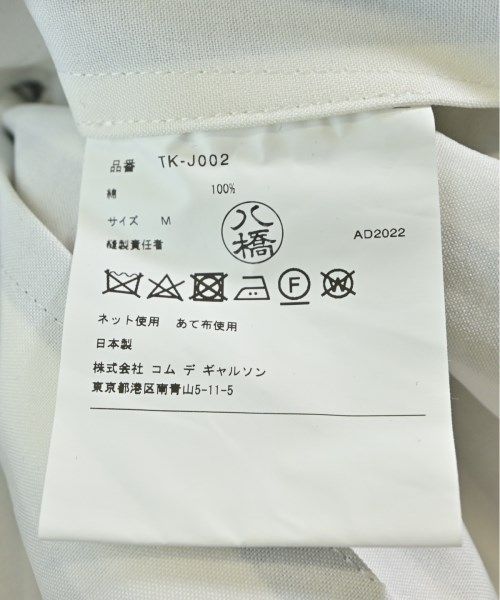 品番 TK-J002
綿 100%
サイズ M
八橋
AD2022
縫製責任者
F W
ネット使用 あて布使用
日本製
株式会社 コム デ ギャルソン
東京都港区南青山5-11-5